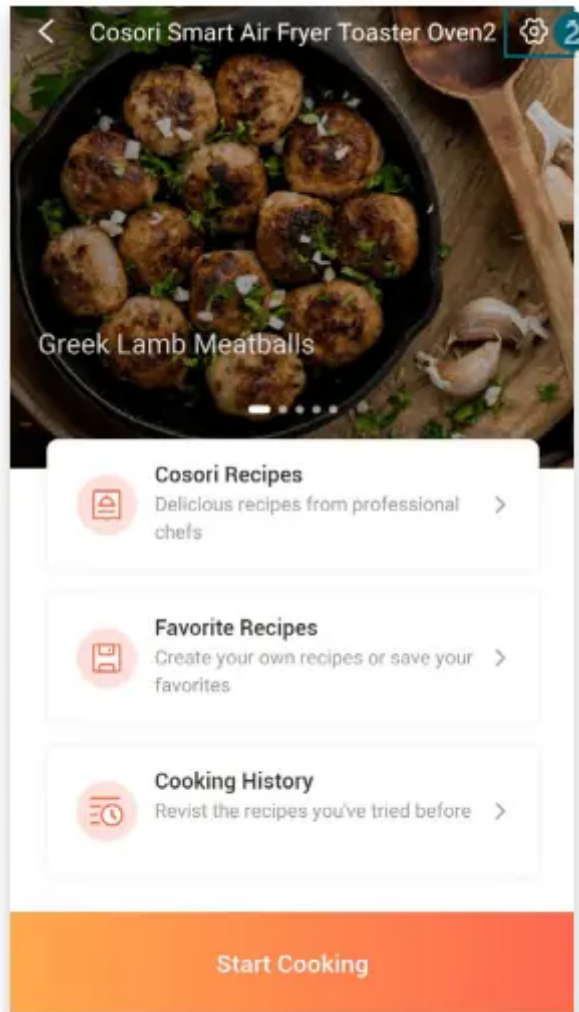 Cosori Smart Air Fryer Toaster Oven2
2
Greek Lamb Meatballs
Cosori Recipes
Delicious recipes from professional
chefs
Favorite Recipes
Create your own recipes or save your
favorites
Cooking History
Revist the recipes you've tried before
Start Cooking